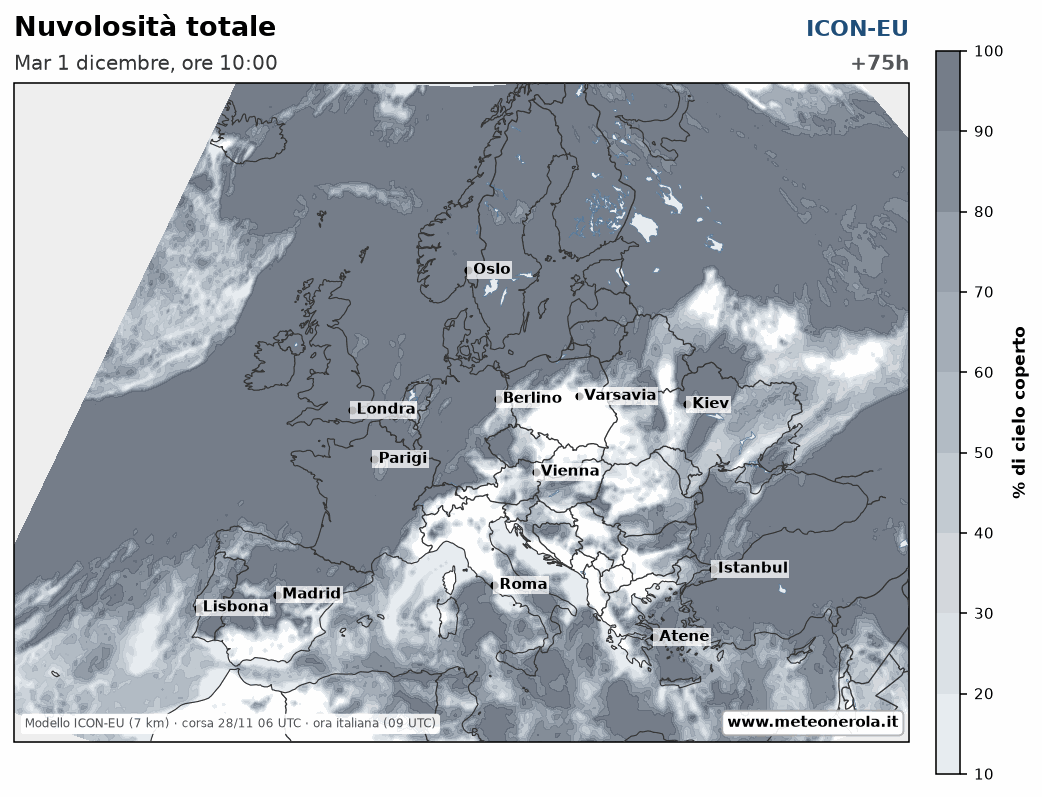 Nuvolosità totale
ICON-EU
Mar 1 dicembre, ore 10:00
+75h
100
90
80
70
60
50
40
30
20
10
% di cielo coperto
Oslo
Berlino
Varsavia
Kiev
Londra
Parigi
Vienna
Istanbul
Roma
Madrid
Lisbona
Atene
Modello ICON-EU (7 km) · corsa 28/11 06 UTC · ora italiana (09 UTC)
www.meteonerola.it